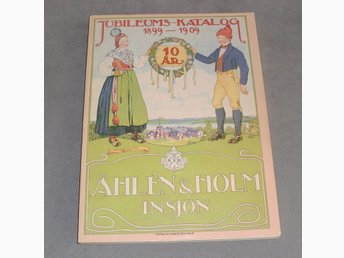 JUBILEUMS-KATALOG
1899 — 1909
10
ÅR.
ÅHLÉN & HOLM
INSJÖN